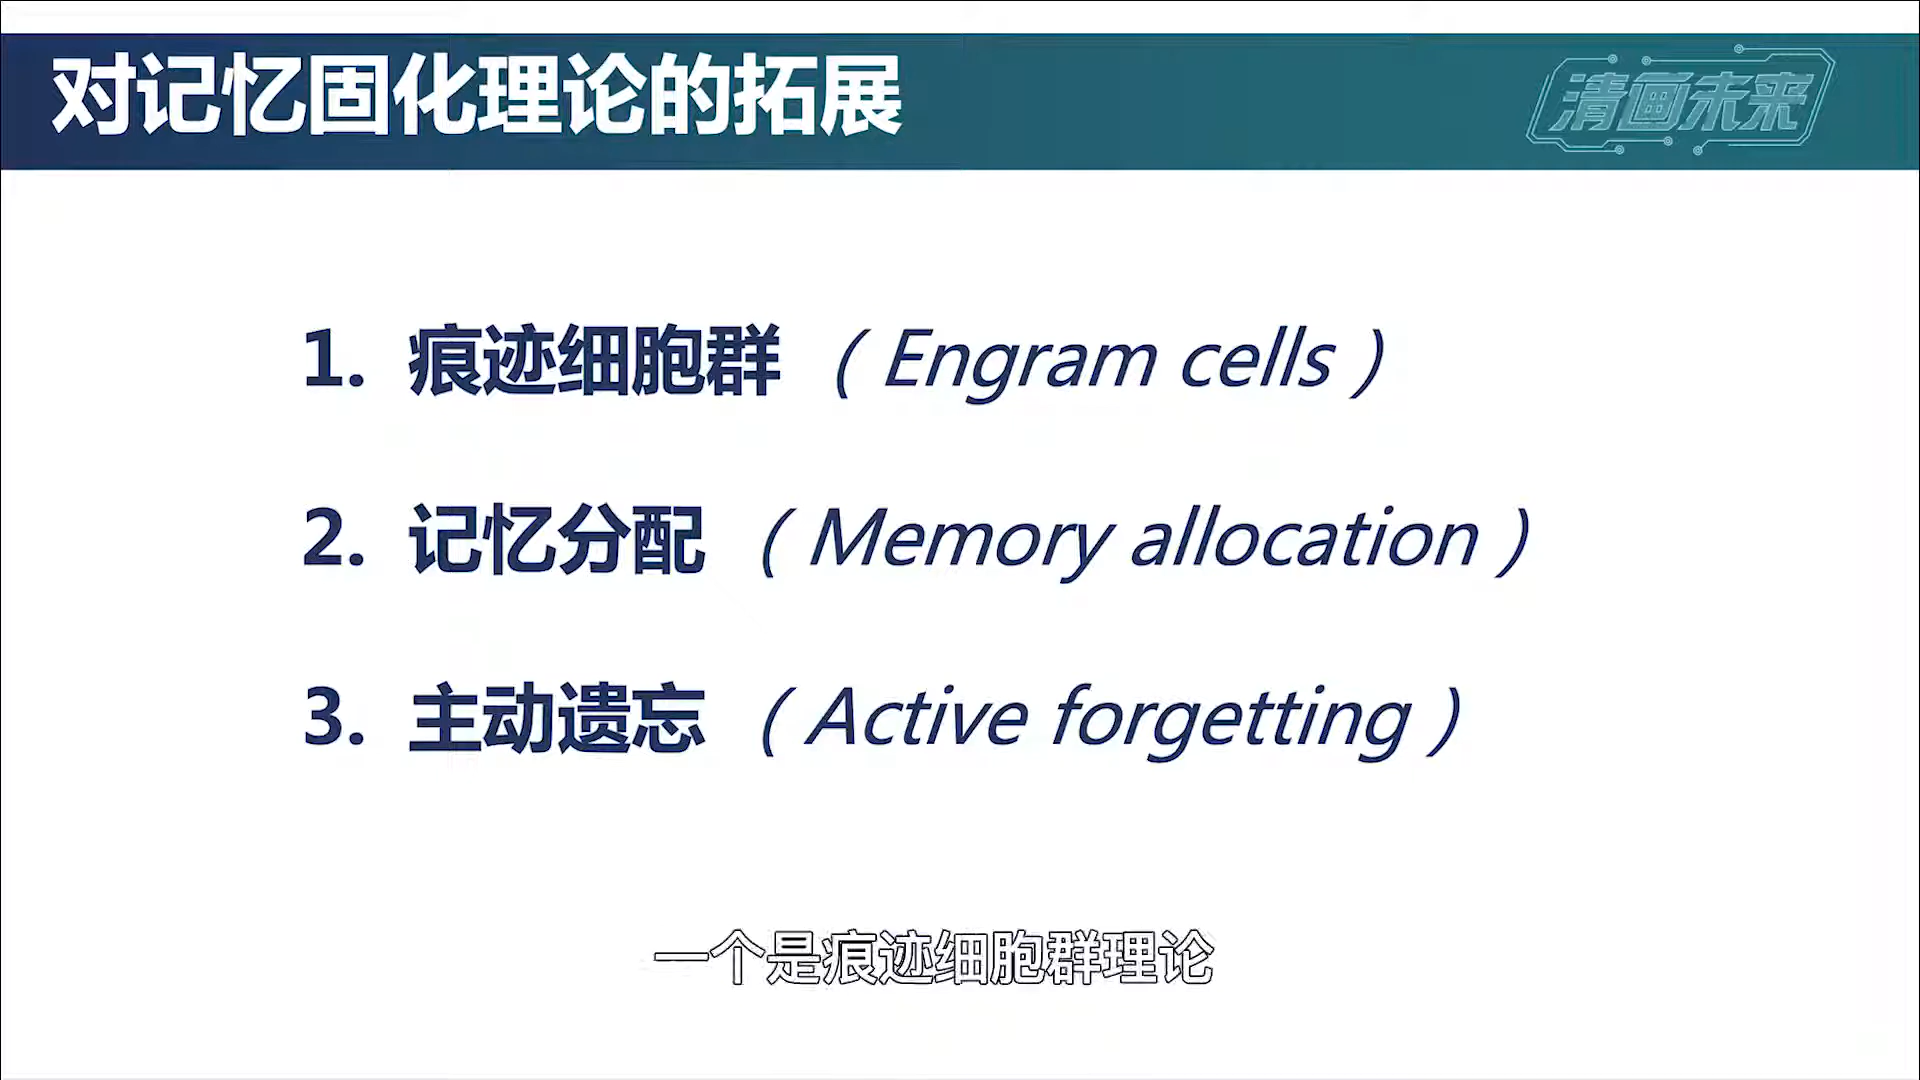 对记忆固化理论的拓展
清画未来
1. 痕迹细胞群 （Engram cells）
2. 记忆分配 （Memory allocation）
3. 主动遗忘 （Active forgetting）
一个是痕迹细胞群理论